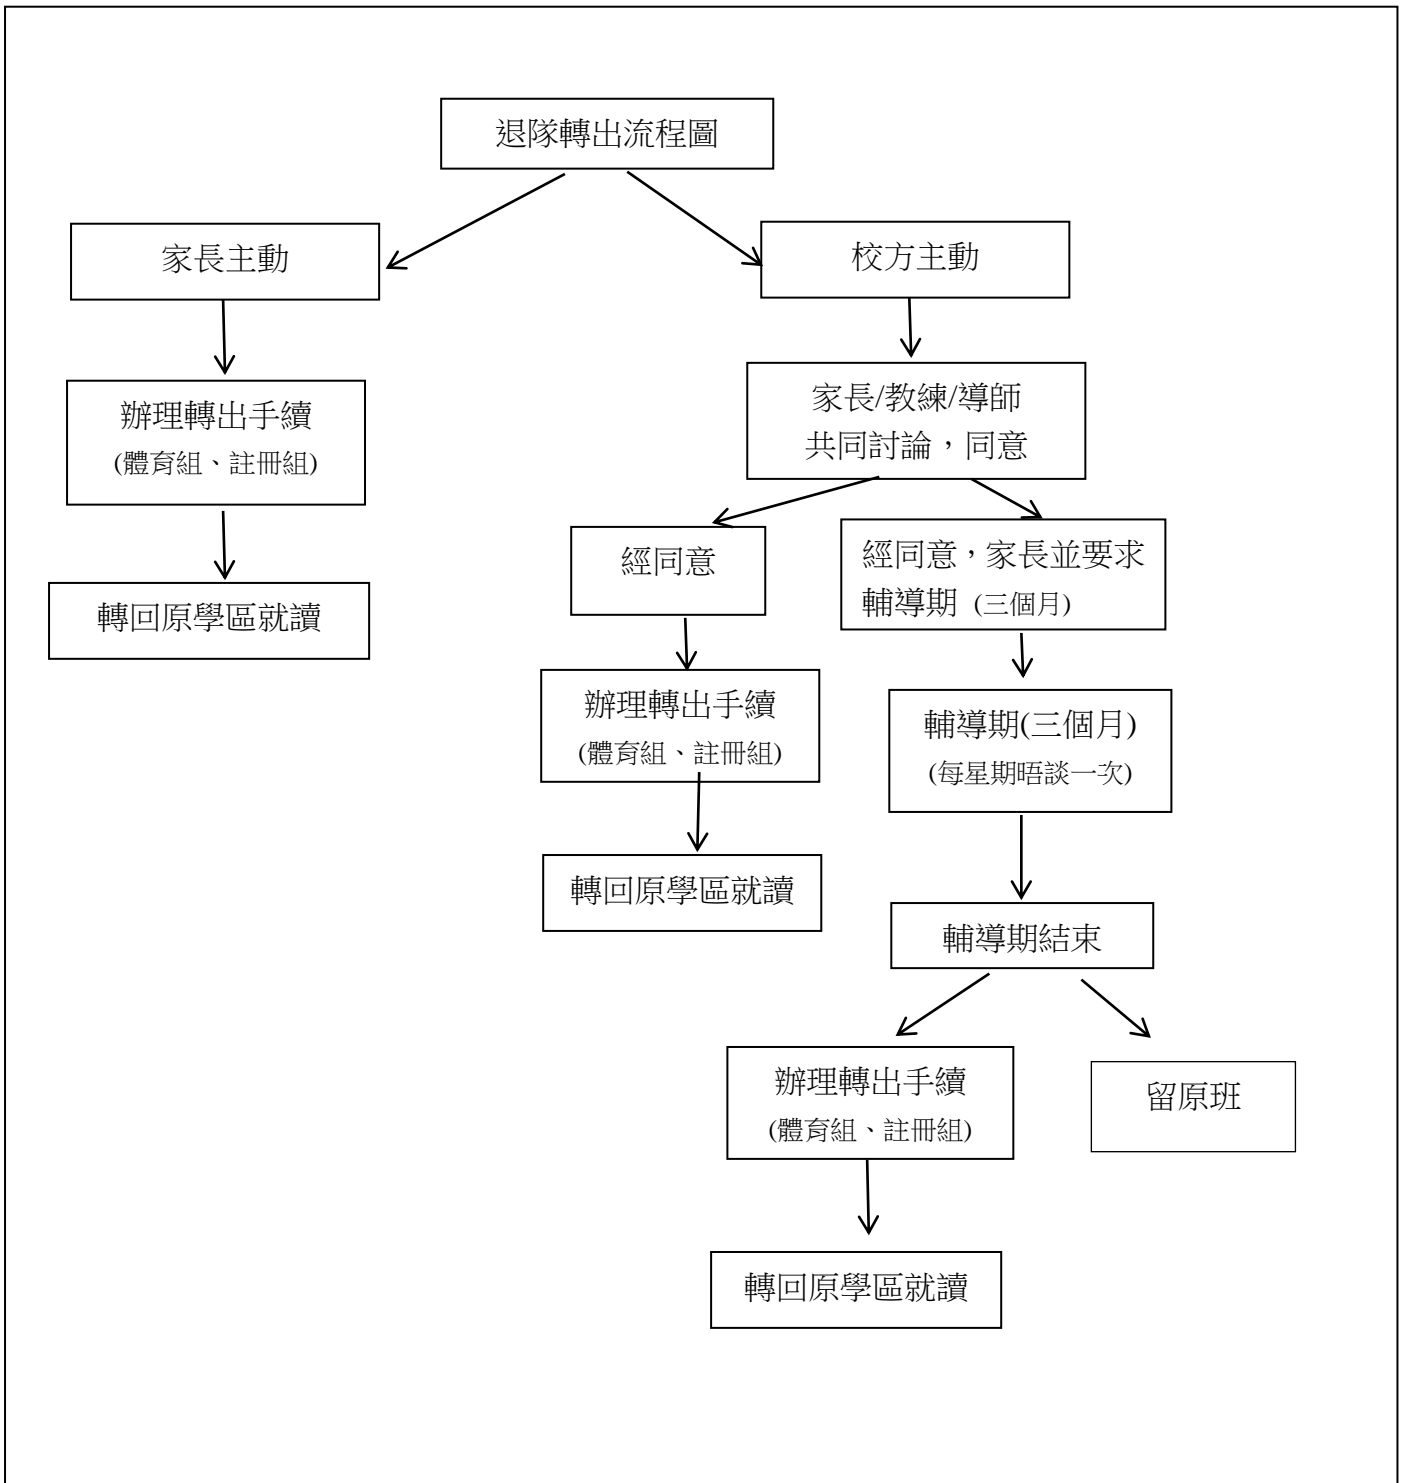 退隊轉出流程圖
家長主動
校方主動
辦理轉出手續
(體育組、註冊組)
轉回原學區就讀
家長/教練/導師
共同討論，同意
經同意
辦理轉出手續
(體育組、註冊組)
轉回原學區就讀
經同意，家長並要求
輔導期 (三個月)
輔導期(三個月)
(每星期晤談一次)
輔導期結束
辦理轉出手續
(體育組、註冊組)
轉回原學區就讀
留原班